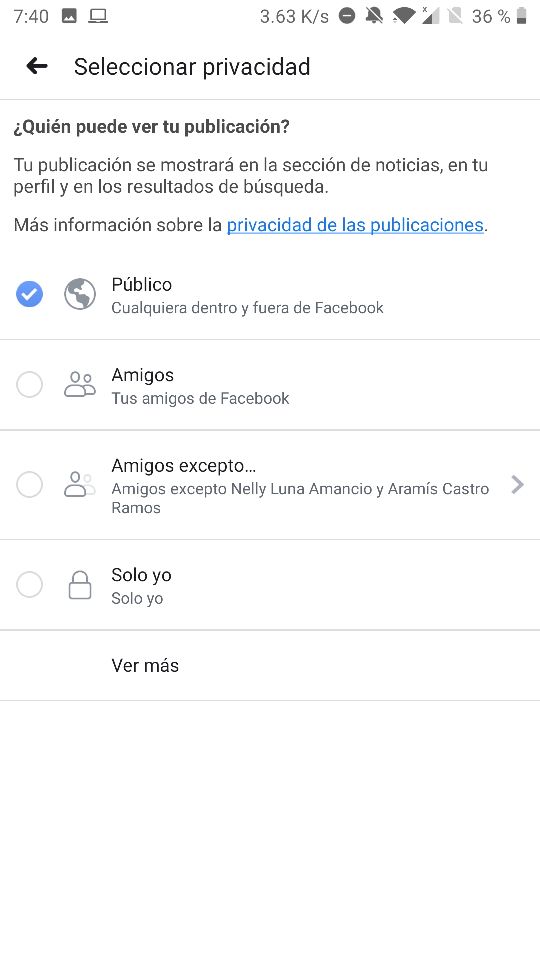 7:40 3.63 K/s 36 %
Seleccionar privacidad
¿Quién puede ver tu publicación?
Tu publicación se mostrará en la sección de noticias, en tu
perfil y en los resultados de búsqueda.
Más información sobre la privacidad de las publicaciones.
Público
Cualquiera dentro y fuera de Facebook
Amigos
Tus amigos de Facebook
Amigos excepto...
Amigos excepto Nelly Luna Amancio y Aramís Castro
Ramos
Solo yo
Solo yo
Ver más